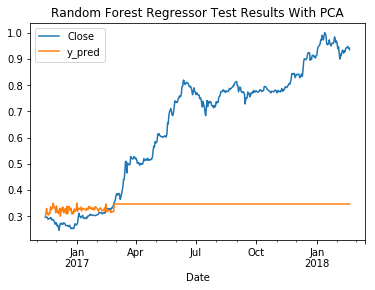 Random Forest Regressor Test Results With PCA
Close
y_pred
1.0
0.9
0.8
0.7
0.6
0.5
0.4
0.3
Jan Apr Jul Oct Jan
2017 2018
Date